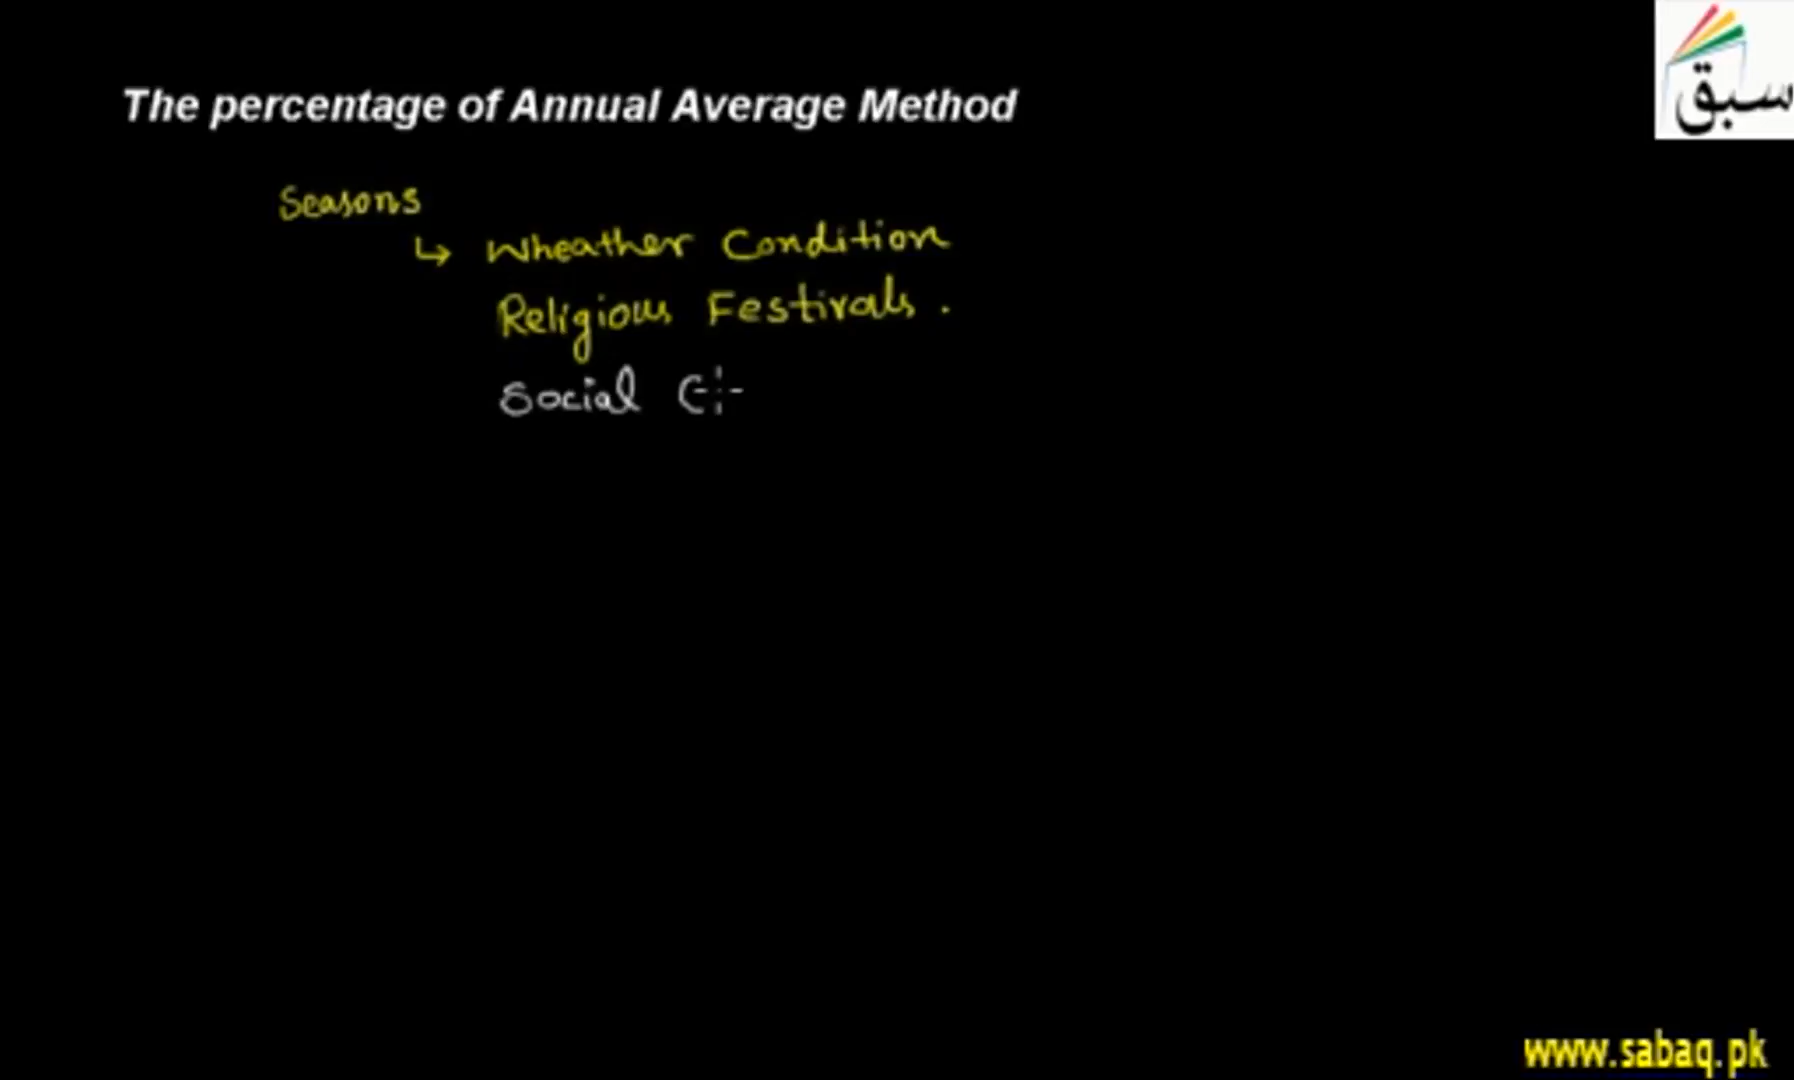 سبق
The percentage of Annual Average Method
Seasons
↳ Wheather Condition
Religious Festivals .
Social C
www.sabaq.pk